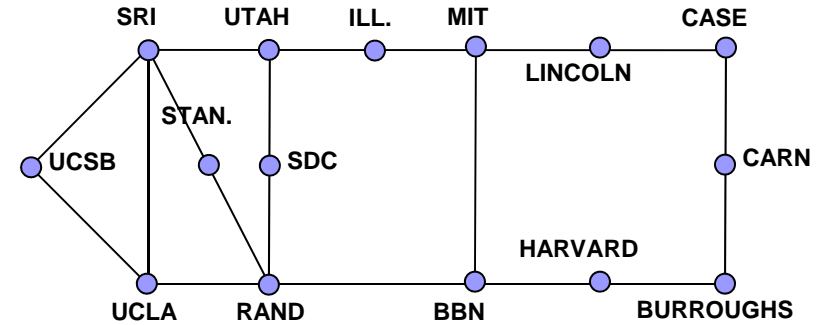 SRI UTAH ILL. MIT CASE
LINCOLN
STAN.
UCSB SDC CARN
HARVARD
UCLA RAND BBN BURROUGHS